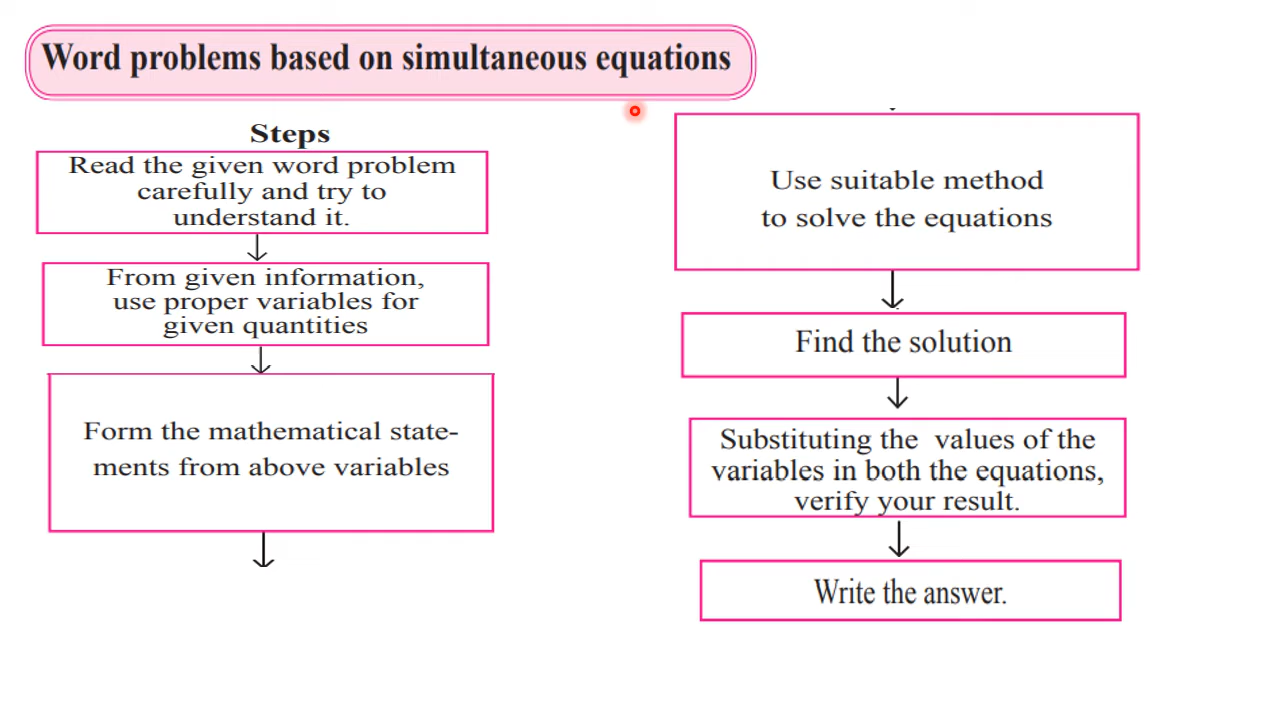 Word problems based on simultaneous equations
Steps
Read the given word problem
carefully and try to
understand it.
From given information,
use proper variables for
given quantities
Form the mathematical state-
ments from above variables
Use suitable method
to solve the equations
Find the solution
Substituting the values of the
variables in both the equations,
verify your result.
Write the answer.